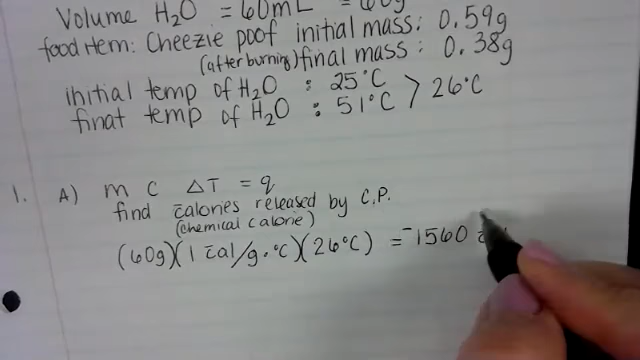 Volume H₂O = 60mL = 60g
food item: Cheezie poof initial mass: 0.59g
(after burning) final mass: 0.38g
initial temp of H₂O : 25°C
final temp of H₂O : 51°C > 26°C
1. A) m C ΔT = q
find calories released by C.P.
(chemical calorie)
(60g)(1 cal/g·°C)(26°C) = -1560